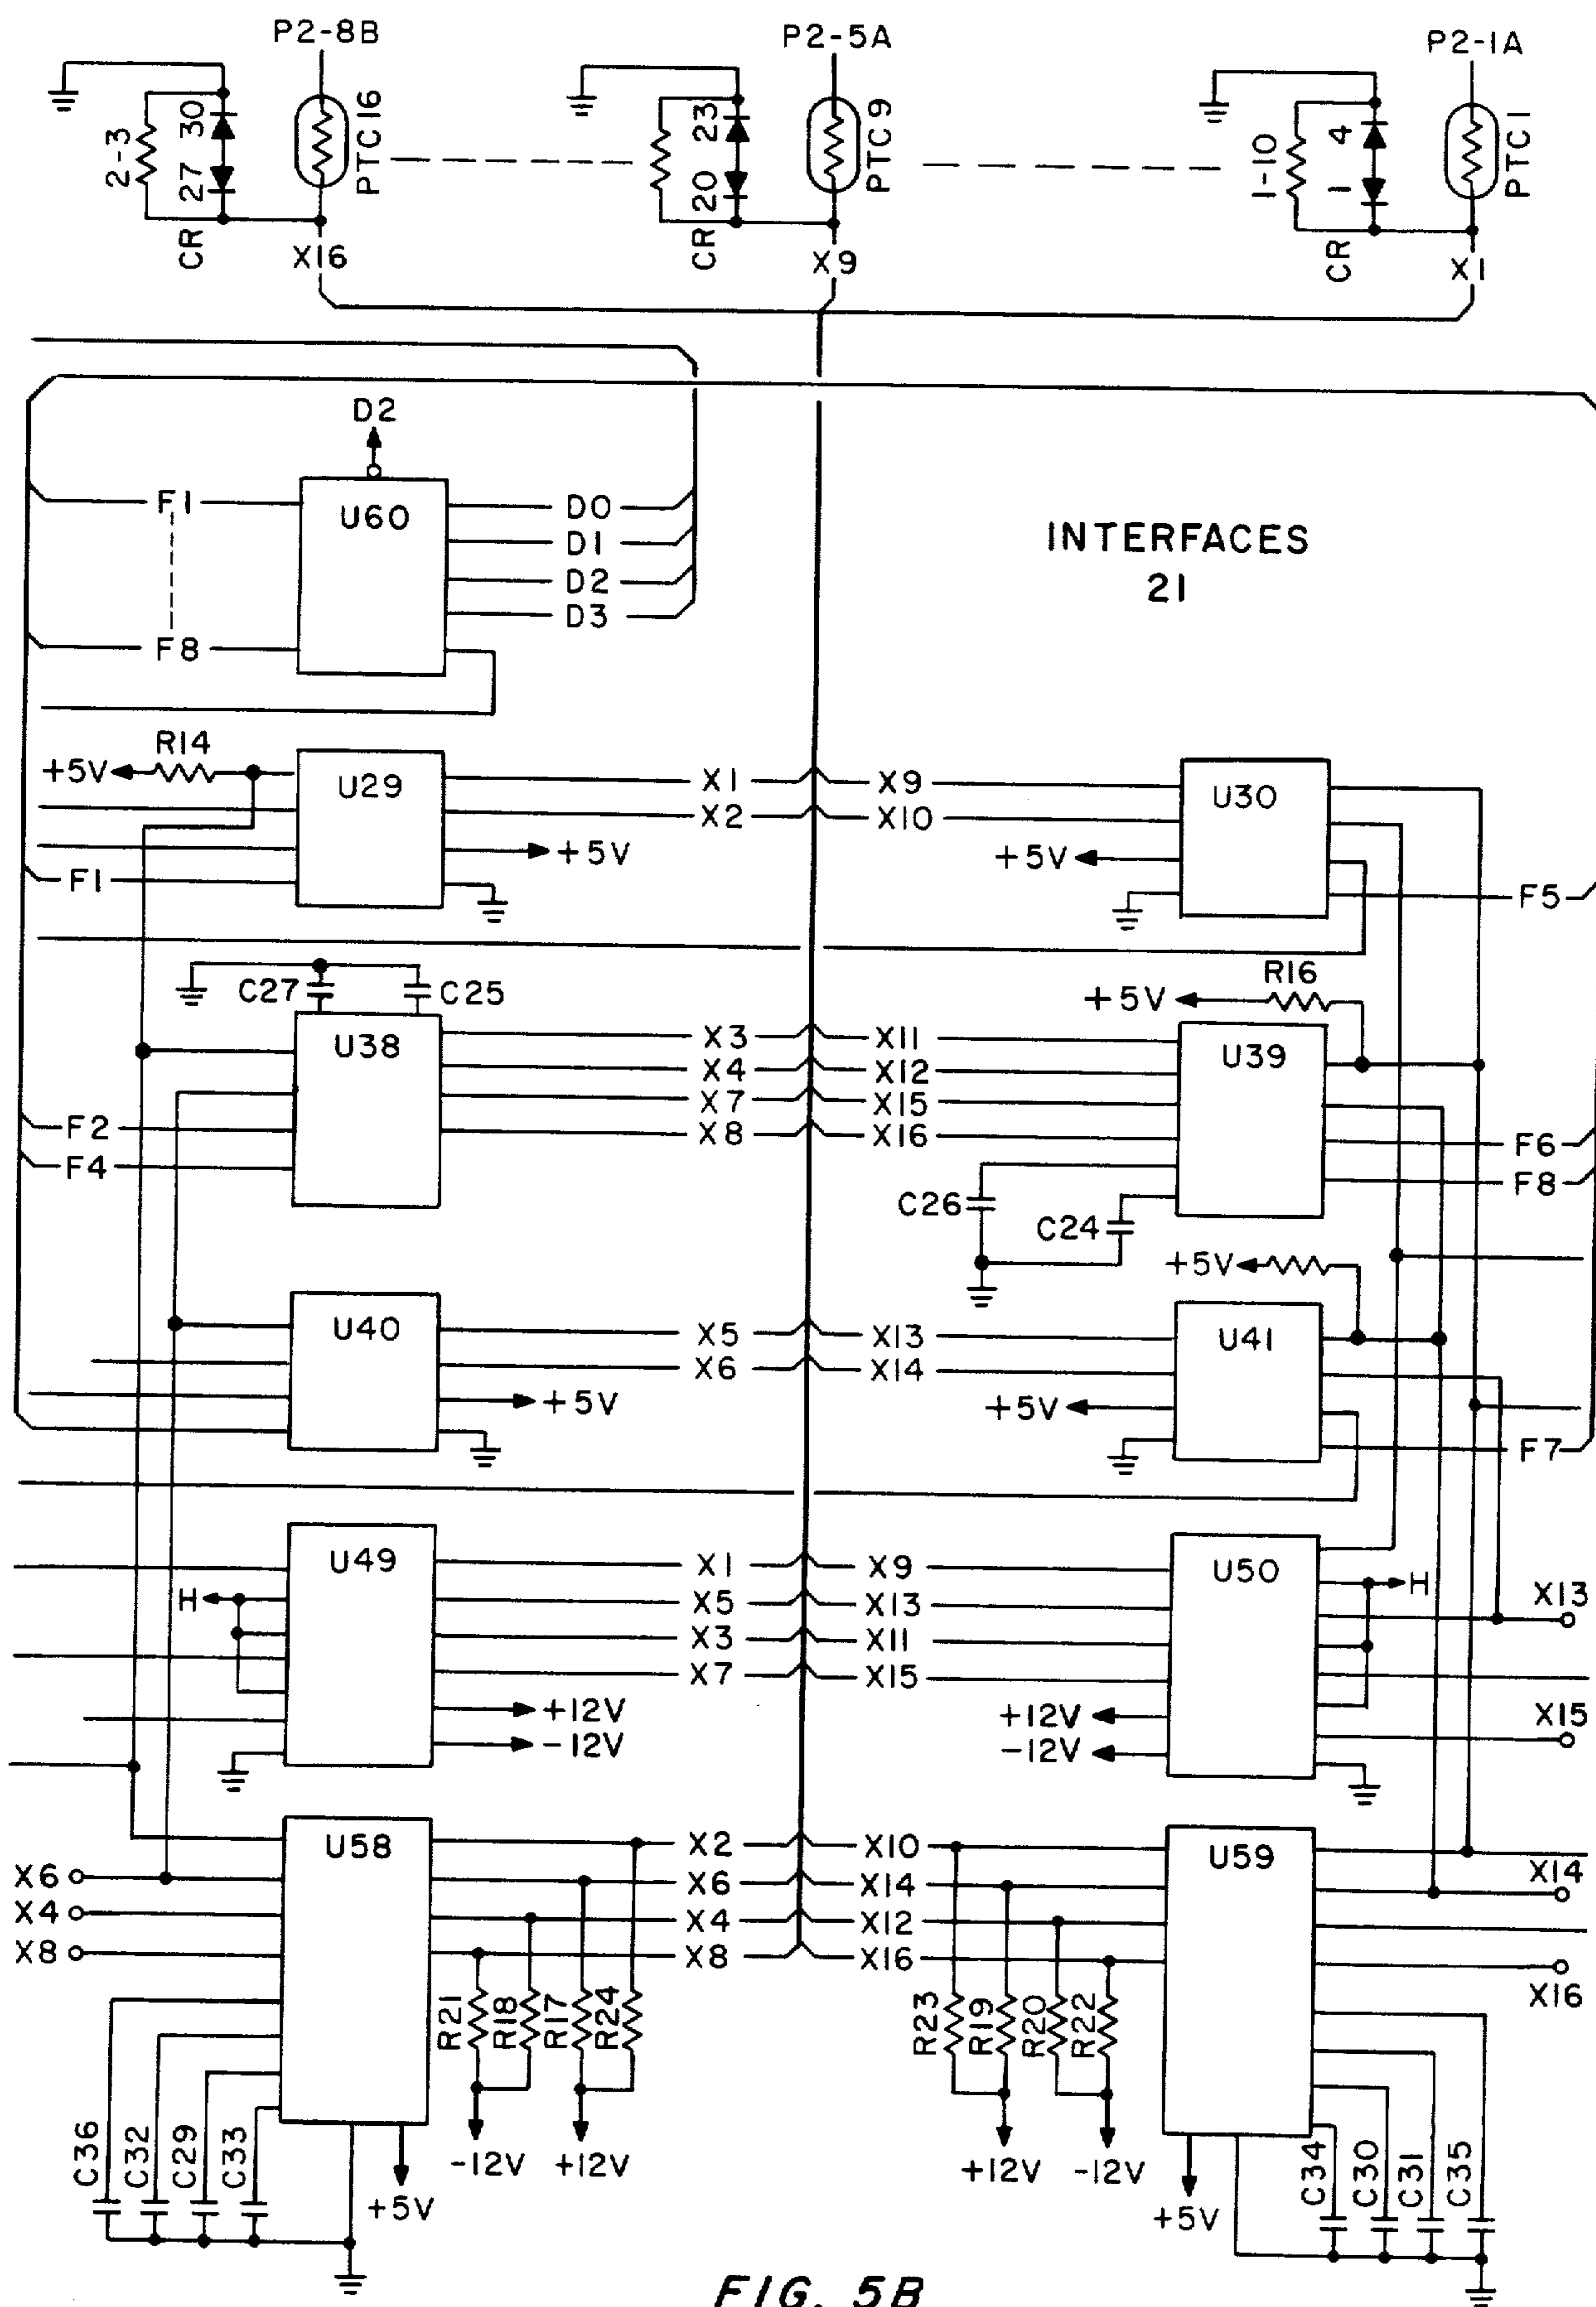 P2-8B P2-5A P2-1A
2-3 27 30 PTC16 20 23 PTC9 1-10 1 4 PTC1
CR X16 CR X9 CR X1
D2
F1 U60 D0
D1
D2
D3
F8
INTERFACES
21
R14
+5V U29 X1 X9 U30
X2 X10
+5V +5V
F1 F5
C27 C25 R16
+5V
U38 X3 X11 U39
X4 X12
X7 X15
F2 X8 X16 F6
F4 F8
C26 C24
+5V
U40 X5 X13 U41
X6 X14
+5V +5V
F7
U49 X1 X9 U50
H X5 X13 H X13
X3 X11
X7 X15
+12V +12V X15
-12V -12V
U58 X2 X10 U59
X6 X6 X14 X14
X4 X4 X12
X8 X8 X16 X16
R21 R18 R17 R24 R23 R19 R20 R22
C36 C32 C29 C33 -12V +12V +12V -12V C34 C30 C31 C35
+5V +5V
FIG. 5B